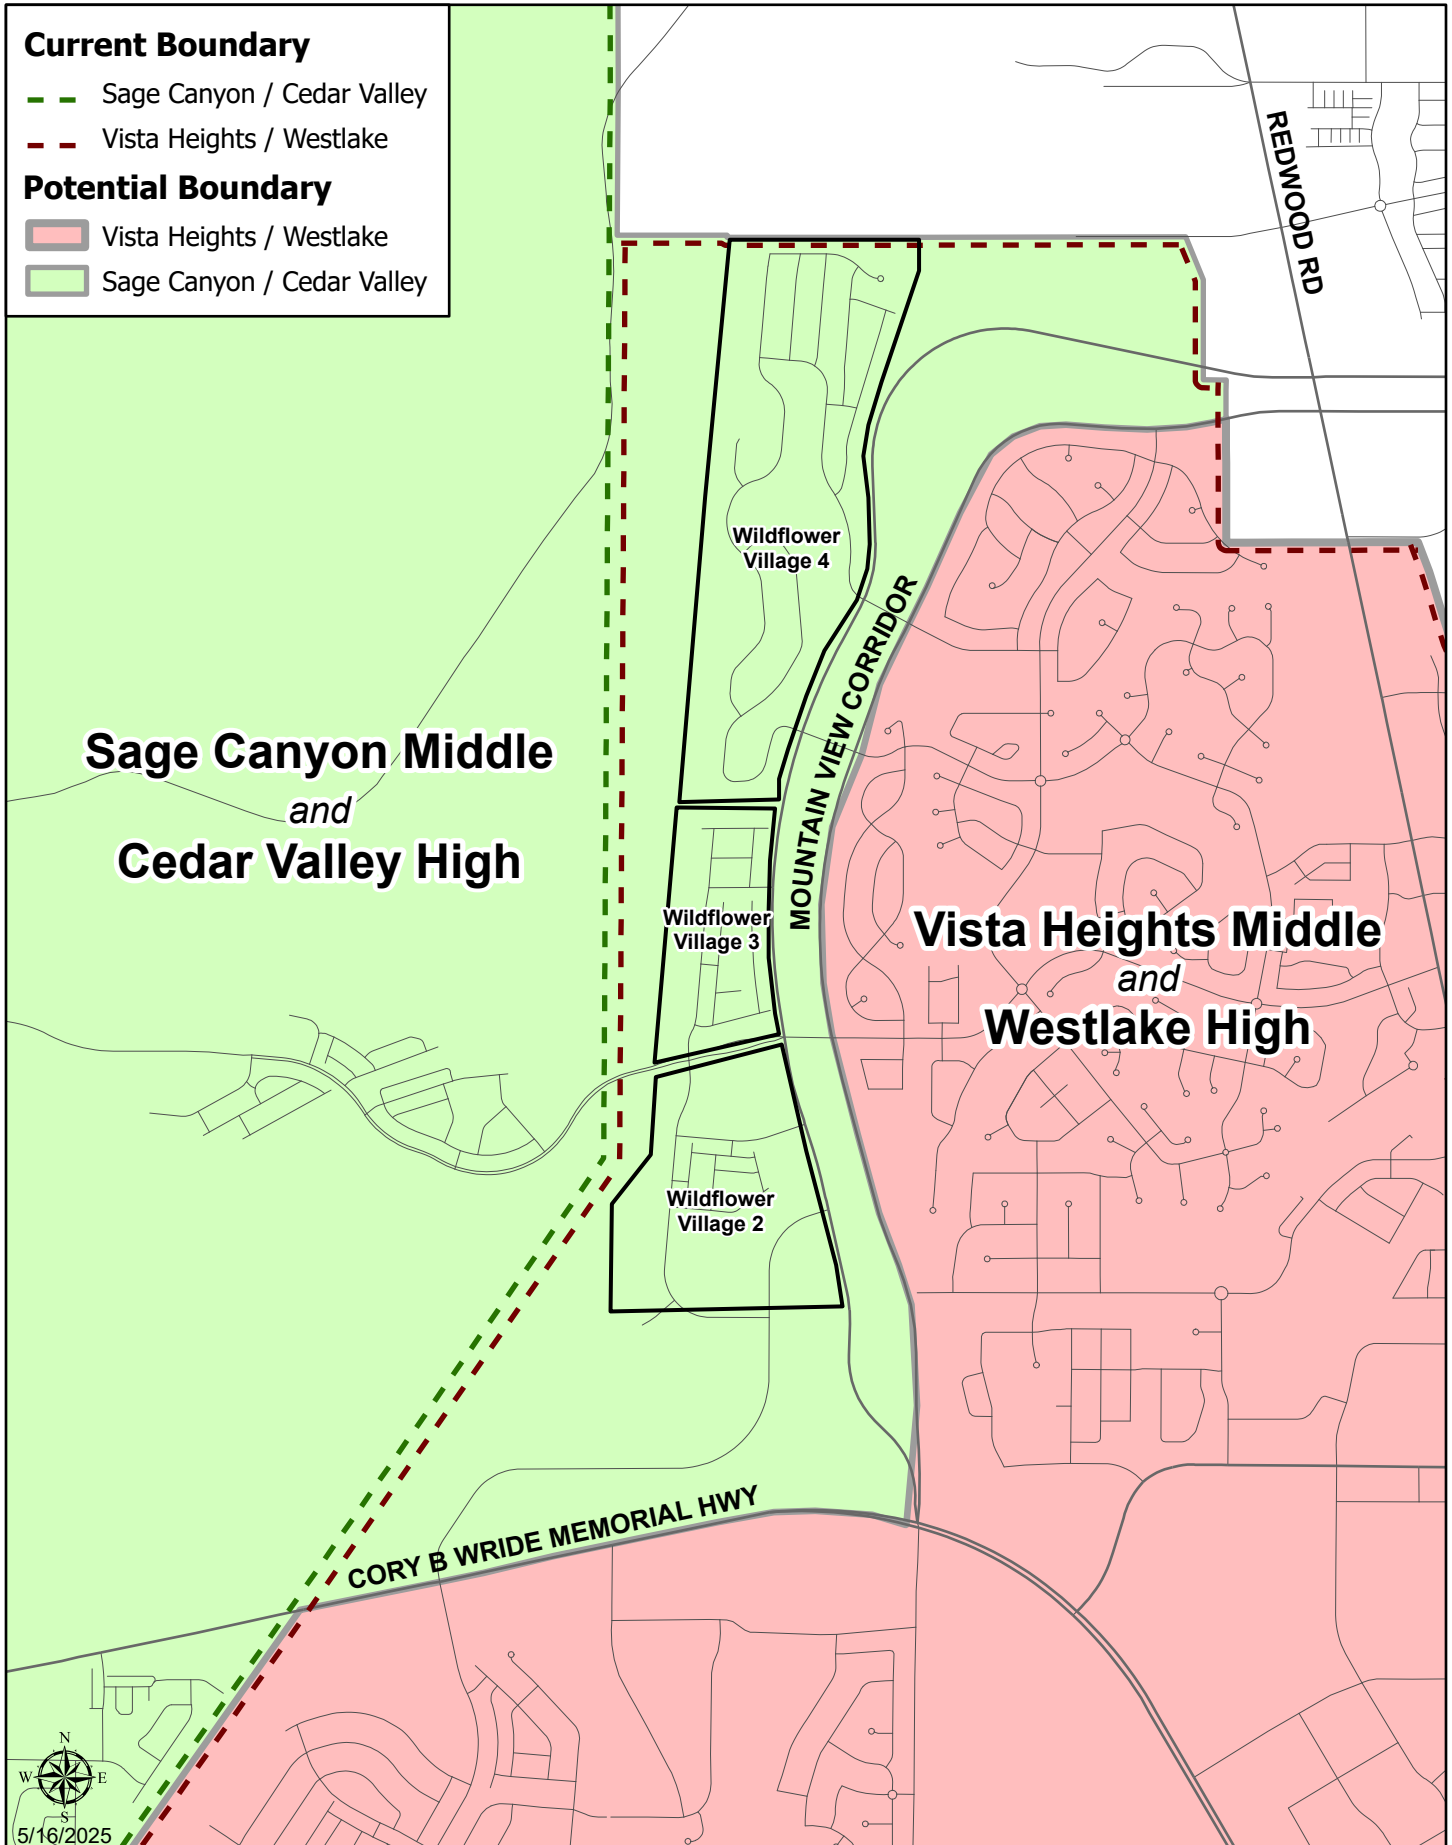 Current Boundary
Sage Canyon / Cedar Valley
Vista Heights / Westlake
Potential Boundary
Vista Heights / Westlake
Sage Canyon / Cedar Valley
REDWOOD RD
Wildflower
Village 4
MOUNTAIN VIEW CORRIDOR
Sage Canyon Middle
and
Cedar Valley High
Wildflower
Village 3
Vista Heights Middle
and
Westlake High
Wildflower
Village 2
CORY B WRIDE MEMORIAL HWY
N
W E
S
5/16/2025